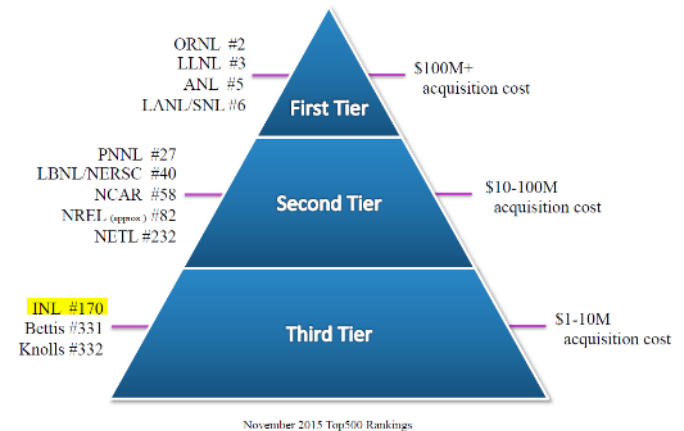 ORNL #2
LLNL #3
ANL #5
LANL/SNL #6
First Tier
$100M+
acquisition cost
PNNL #27
LBNL/NERSC #40
NCAR #58
NREL (approx.) #82
NETL #232
Second Tier
$10-100M
acquisition cost
INL #170
Bettis #331
Knolls #332
Third Tier
$1-10M
acquisition cost
November 2015 Top500 Rankings